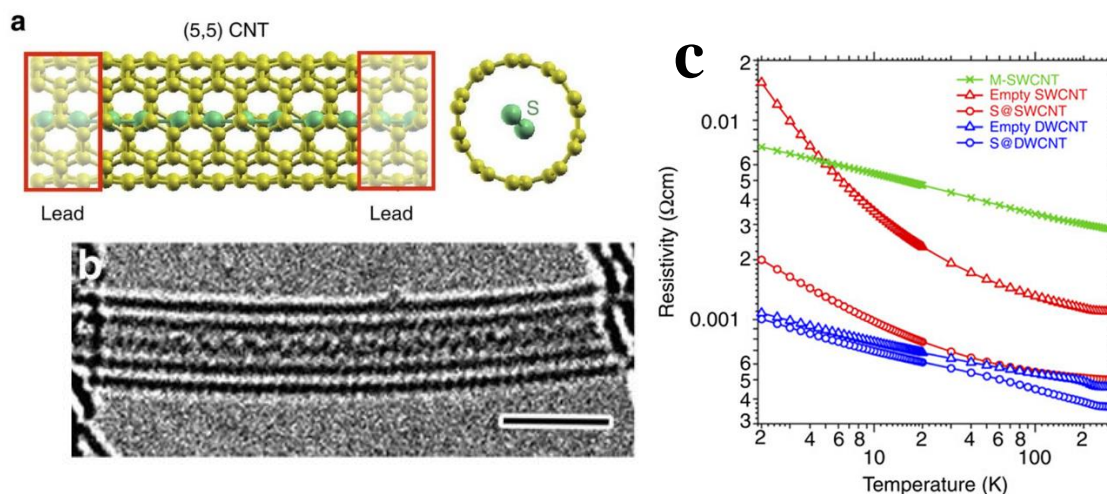 a
(5,5) CNT
S
Lead
Lead
b
c
Resistivity (Ωcm)
2
0.01
6
5
4
3
2
0.001
6
5
4
3
M-SWCNT
Empty SWCNT
S@SWCNT
Empty DWCNT
S@DWCNT
2 4 6 8 10 2 4 6 8 100 2
Temperature (K)